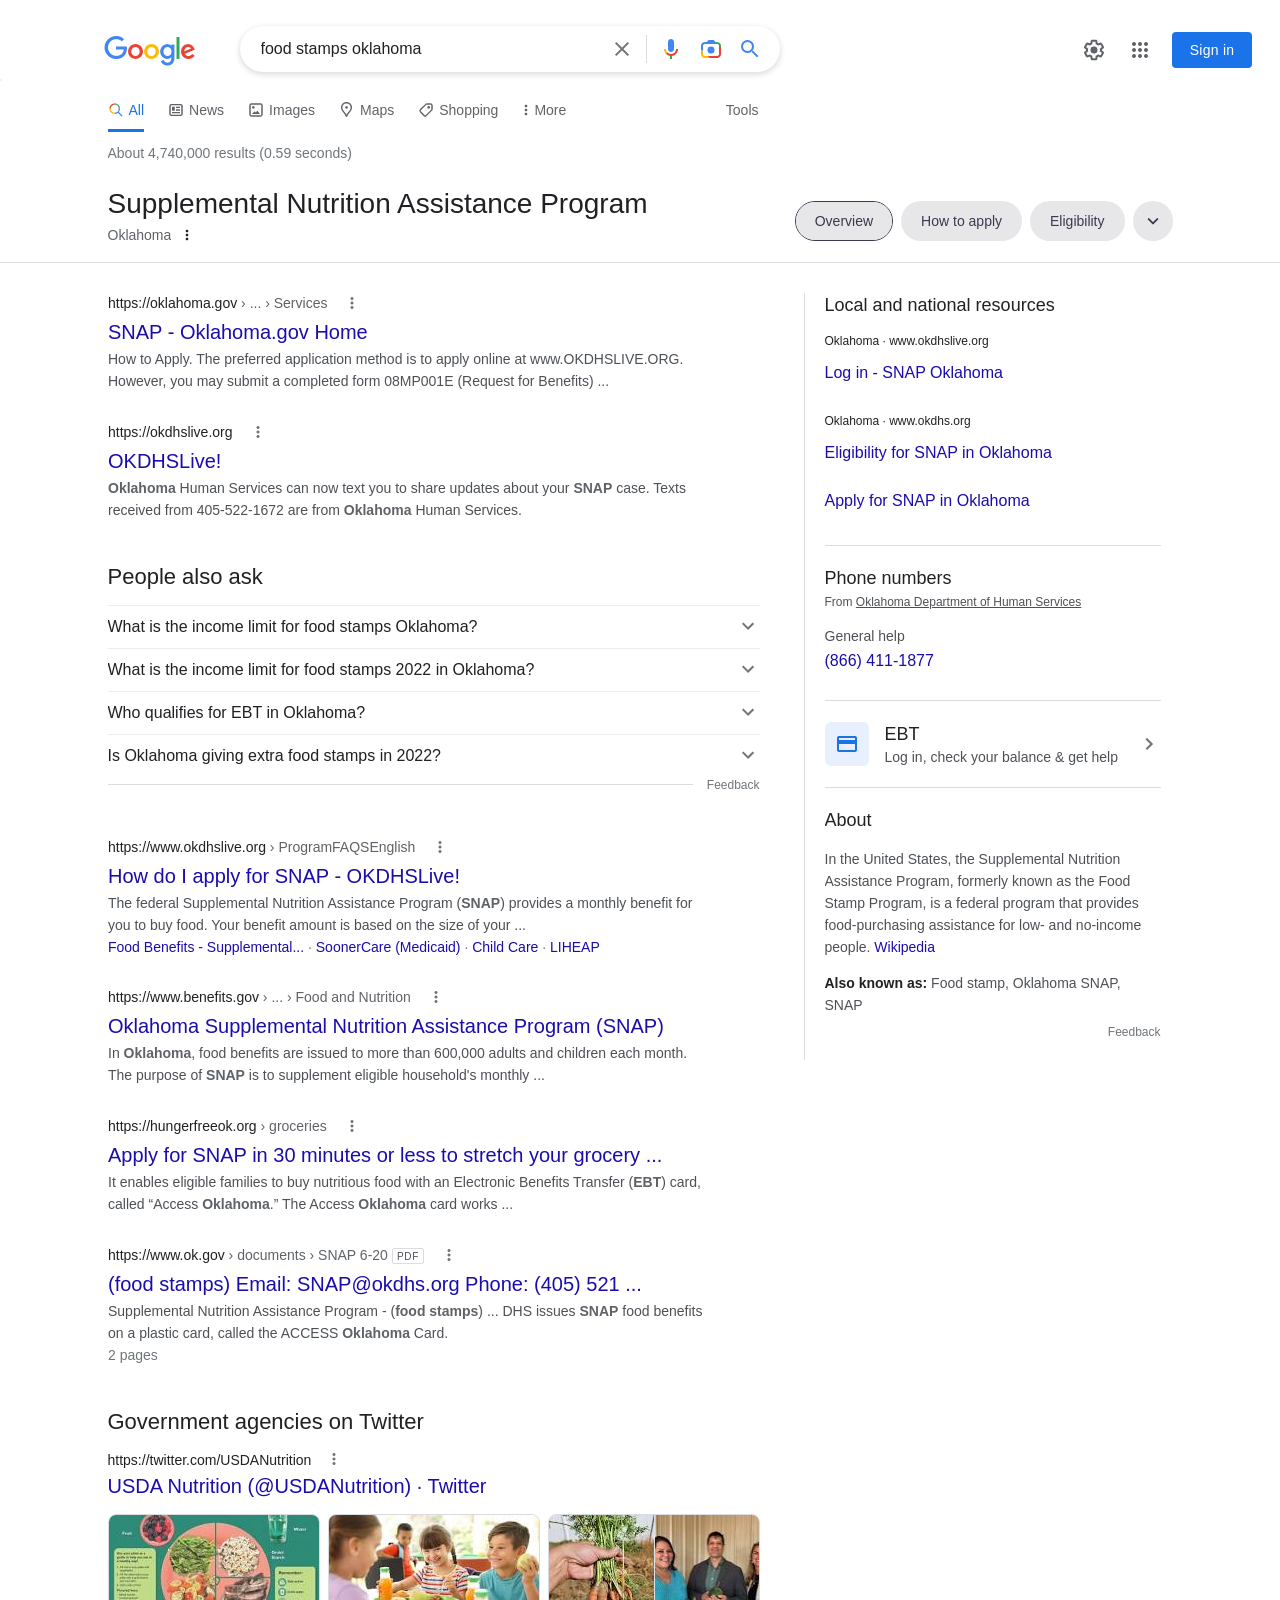 Google
food stamps oklahoma
Sign in
All News Images Maps Shopping More Tools
About 4,740,000 results (0.59 seconds)
Supplemental Nutrition Assistance Program
Oklahoma
Overview How to apply Eligibility
https://oklahoma.gov › ... › Services
SNAP - Oklahoma.gov Home
How to Apply. The preferred application method is to apply online at www.OKDHSLIVE.ORG.
However, you may submit a completed form 08MP001E (Request for Benefits) ...
https://okdhslive.org
OKDHSLive!
Oklahoma Human Services can now text you to share updates about your SNAP case. Texts
received from 405-522-1672 are from Oklahoma Human Services.
People also ask
What is the income limit for food stamps Oklahoma?
What is the income limit for food stamps 2022 in Oklahoma?
Who qualifies for EBT in Oklahoma?
Is Oklahoma giving extra food stamps in 2022?
Feedback
https://www.okdhslive.org › ProgramFAQSEnglish
How do I apply for SNAP - OKDHSLive!
The federal Supplemental Nutrition Assistance Program (SNAP) provides a monthly benefit for
you to buy food. Your benefit amount is based on the size of your ...
Food Benefits - Supplemental... · SoonerCare (Medicaid) · Child Care · LIHEAP
https://www.benefits.gov › ... › Food and Nutrition
Oklahoma Supplemental Nutrition Assistance Program (SNAP)
In Oklahoma, food benefits are issued to more than 600,000 adults and children each month.
The purpose of SNAP is to supplement eligible household's monthly ...
https://hungerfreeok.org › groceries
Apply for SNAP in 30 minutes or less to stretch your grocery ...
It enables eligible families to buy nutritious food with an Electronic Benefits Transfer (EBT) card,
called “Access Oklahoma.” The Access Oklahoma card works ...
https://www.ok.gov › documents › SNAP 6-20 PDF
(food stamps) Email: SNAP@okdhs.org Phone: (405) 521 ...
Supplemental Nutrition Assistance Program - (food stamps) ... DHS issues SNAP food benefits
on a plastic card, called the ACCESS Oklahoma Card.
2 pages
Government agencies on Twitter
https://twitter.com/USDANutrition
USDA Nutrition (@USDANutrition) · Twitter
Local and national resources
Oklahoma · www.okdhslive.org
Log in - SNAP Oklahoma
Oklahoma · www.okdhs.org
Eligibility for SNAP in Oklahoma
Apply for SNAP in Oklahoma
Phone numbers
From Oklahoma Department of Human Services
General help
(866) 411-1877
EBT
Log in, check your balance & get help
About
In the United States, the Supplemental Nutrition
Assistance Program, formerly known as the Food
Stamp Program, is a federal program that provides
food-purchasing assistance for low- and no-income
people. Wikipedia
Also known as: Food stamp, Oklahoma SNAP,
SNAP
Feedback